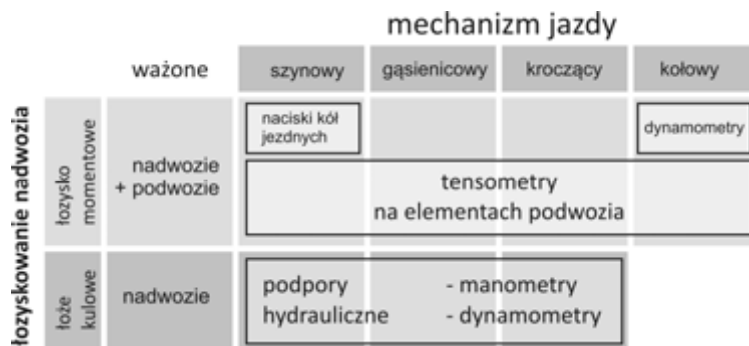 mechanizm jazdy
ważone
szynowy
gąsienicowy
kroczący
kołowy
łożyskowanie nadwozia
łozysko
momentowe
nadwozie
+ podwozie
naciski kół
jezdnych
dynamometry
tensometry
na elementach podwozia
łoże
kulowe
nadwozie
podpory - manometry
hydrauliczne - dynamometry